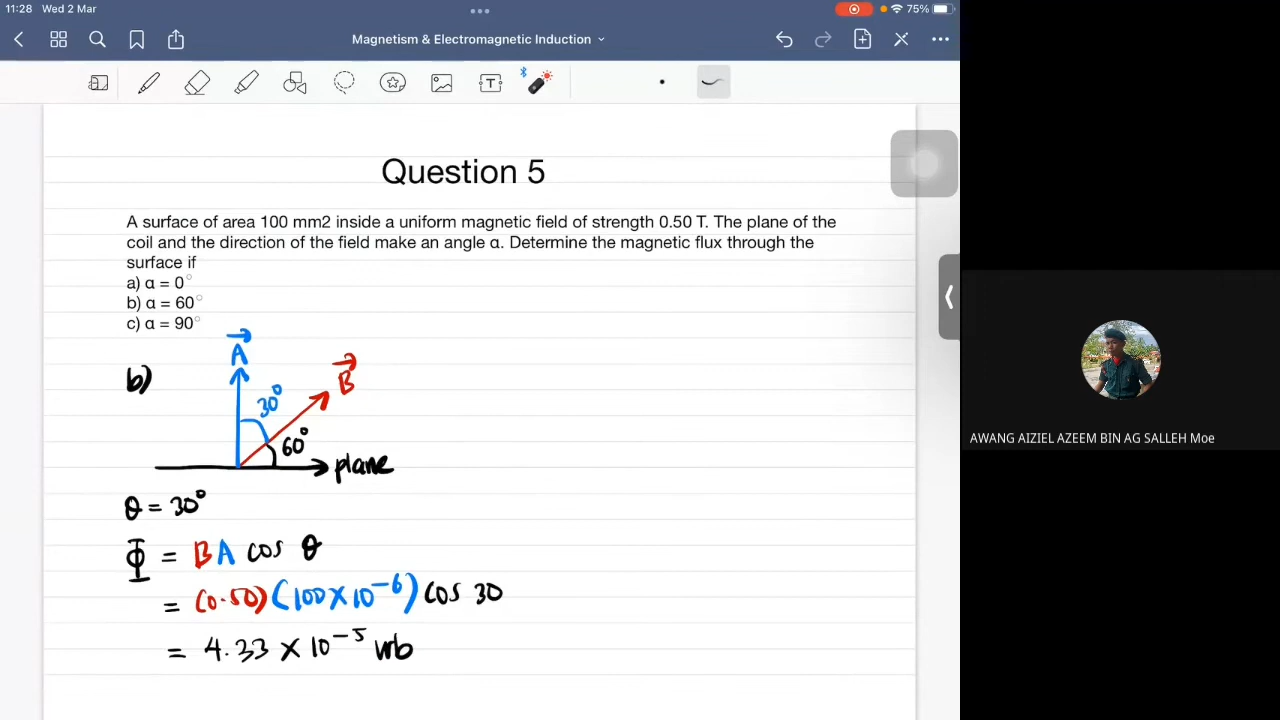 11:28 Wed 2 Mar
75%
Magnetism & Electromagnetic Induction
T
Question 5
A surface of area 100 mm2 inside a uniform magnetic field of strength 0.50 T. The plane of the
coil and the direction of the field make an angle α. Determine the magnetic flux through the
surface if
a) α = 0°
b) α = 60°
c) α = 90°
b)
A
B
30°
60°
plane
θ = 30°
Φ = BA cos θ
= (0.50)(100×10⁻⁶) cos 30
= 4.33 × 10⁻⁵ Wb
AWANG AIZIEL AZEEM BIN AG SALLEH Moe